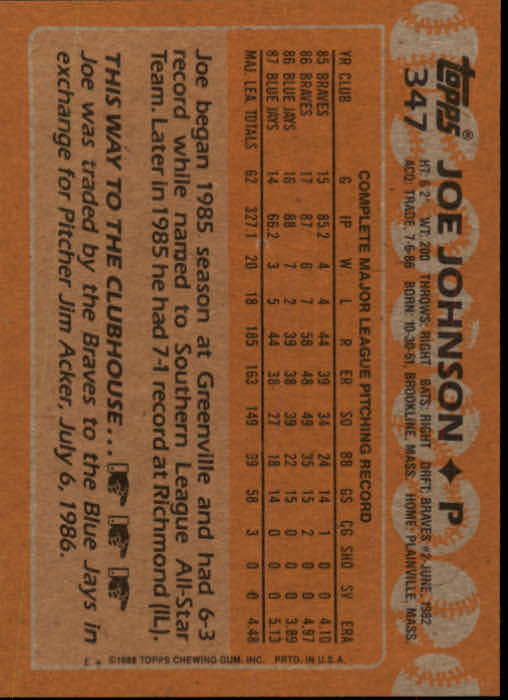 topps®
347
JOE JOHNSON ✦ P
HT: 6'2" WT: 200 THROWS: RIGHT BATS: RIGHT DRFT: BRAVES #2-JUNE, 1982
ACQ: TRADE, 7-6-86 BORN: 10-30-61, BROOKLINE, MASS. HOME: PLAINVILLE, MASS.
COMPLETE MAJOR LEAGUE PITCHING RECORD
YR CLUB G IP W L R ER SO BB GS CG SHO SV ERA
85 BRAVES 15 85.2 4 4 44 39 34 24 14 1 0 0 4.10
86 BRAVES 17 87 6 7 58 48 49 35 15 2 0 0 4.97
86 BLUE JAYS 16 88 7 2 39 38 39 22 15 0 0 0 3.89
87 BLUE JAYS 14 66.2 3 5 44 38 27 18 14 0 0 0 5.13
MAJ. LEA. TOTALS 62 327.1 20 18 185 163 149 99 58 3 0 0 4.48
Joe began 1985 season at Greenville and had 6-3
record while named to Southern League All-Star
Team. Later in 1985 he had 7-1 record at Richmond (IL).
THIS WAY TO THE CLUBHOUSE . . .
Joe was traded by the Braves to the Blue Jays in
exchange for Pitcher Jim Acker, July 6, 1986.
E * ©1988 TOPPS CHEWING GUM, INC. PRTD. IN U.S.A.